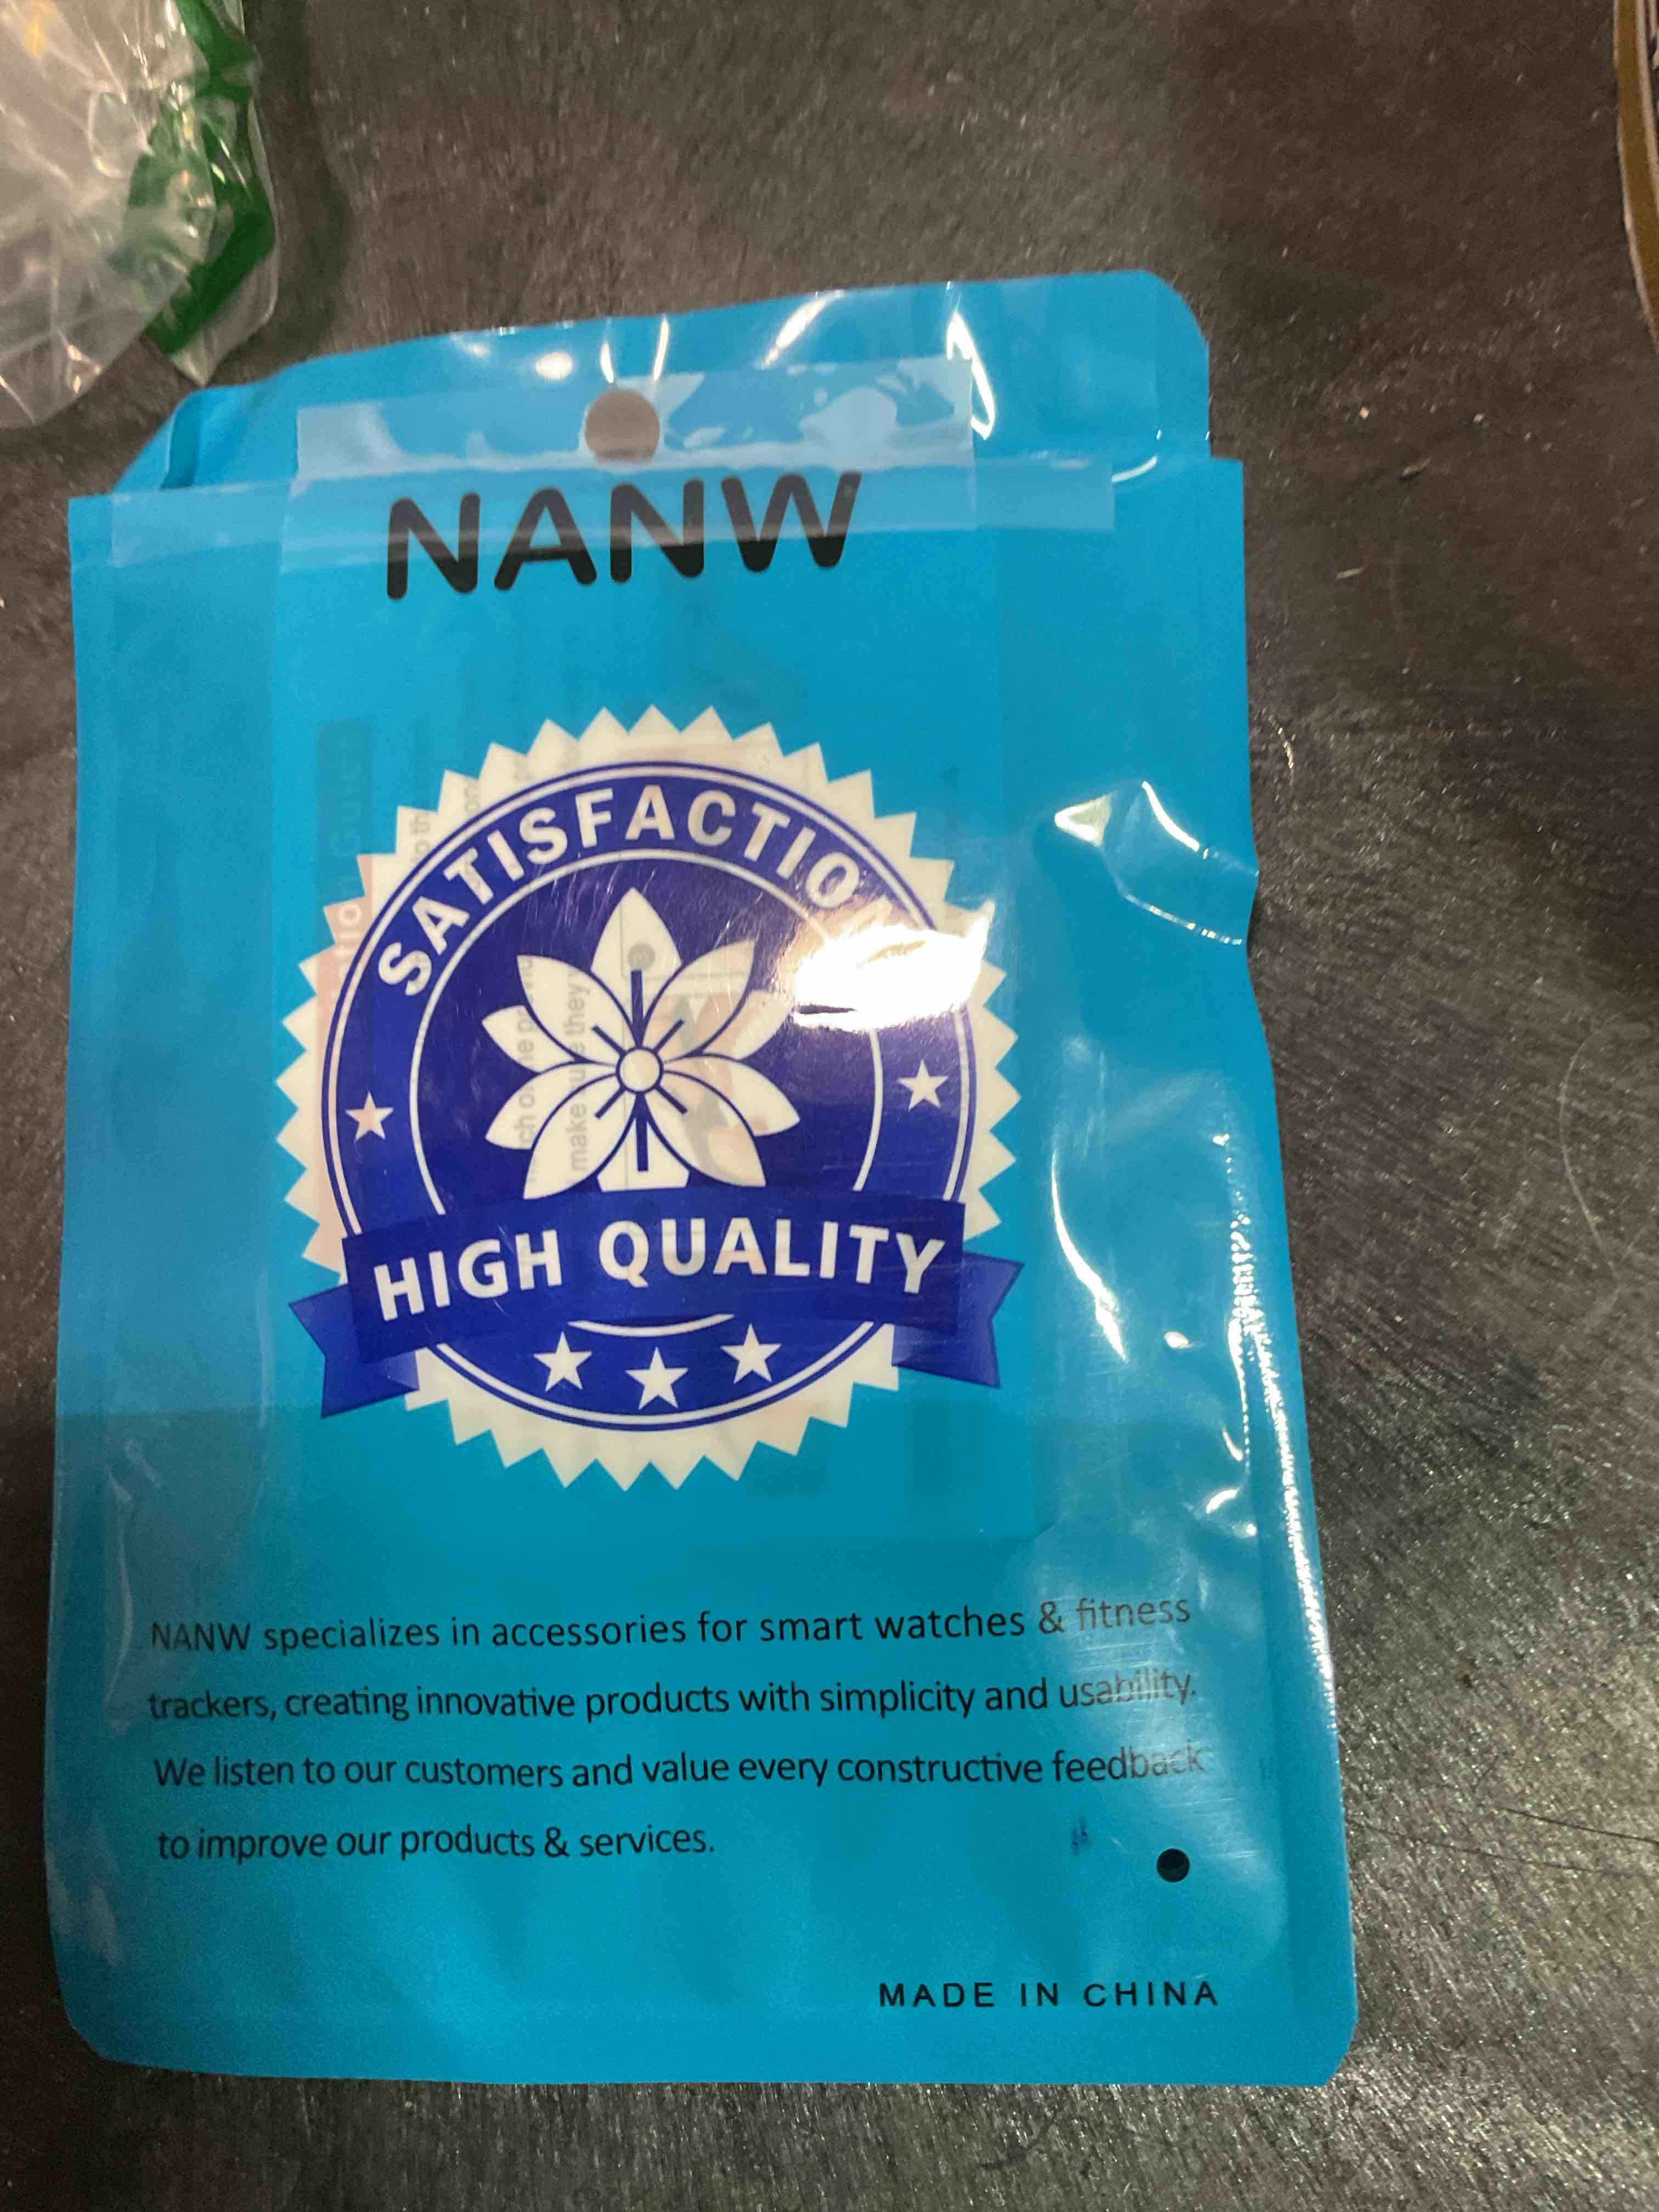 NANW
SATISFACTIO
HIGH QUALITY
NANW specializes in accessories for smart watches & fitness
trackers, creating innovative products with simplicity and usability.
We listen to our customers and value every constructive feedback
to improve our products & services.
MADE IN CHINA